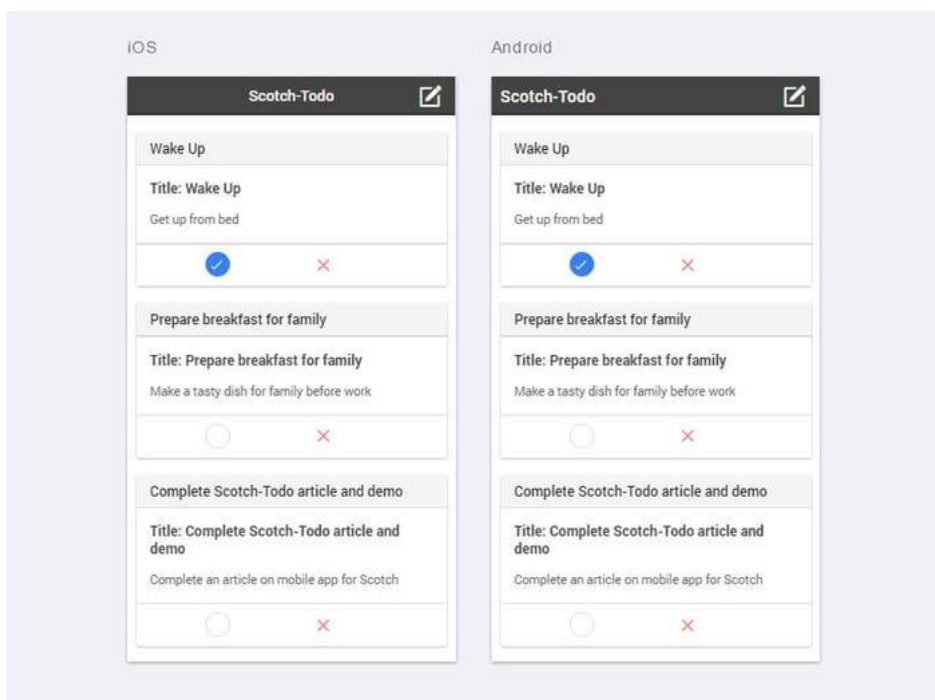 iOS
Scotch-Todo
Wake Up
Title: Wake Up
Get up from bed
Prepare breakfast for family
Title: Prepare breakfast for family
Make a tasty dish for family before work
Complete Scotch-Todo article and demo
Title: Complete Scotch-Todo article and
demo
Complete an article on mobile app for Scotch
Android
Scotch-Todo
Wake Up
Title: Wake Up
Get up from bed
Prepare breakfast for family
Title: Prepare breakfast for family
Make a tasty dish for family before work
Complete Scotch-Todo article and demo
Title: Complete Scotch-Todo article and
demo
Complete an article on mobile app for Scotch